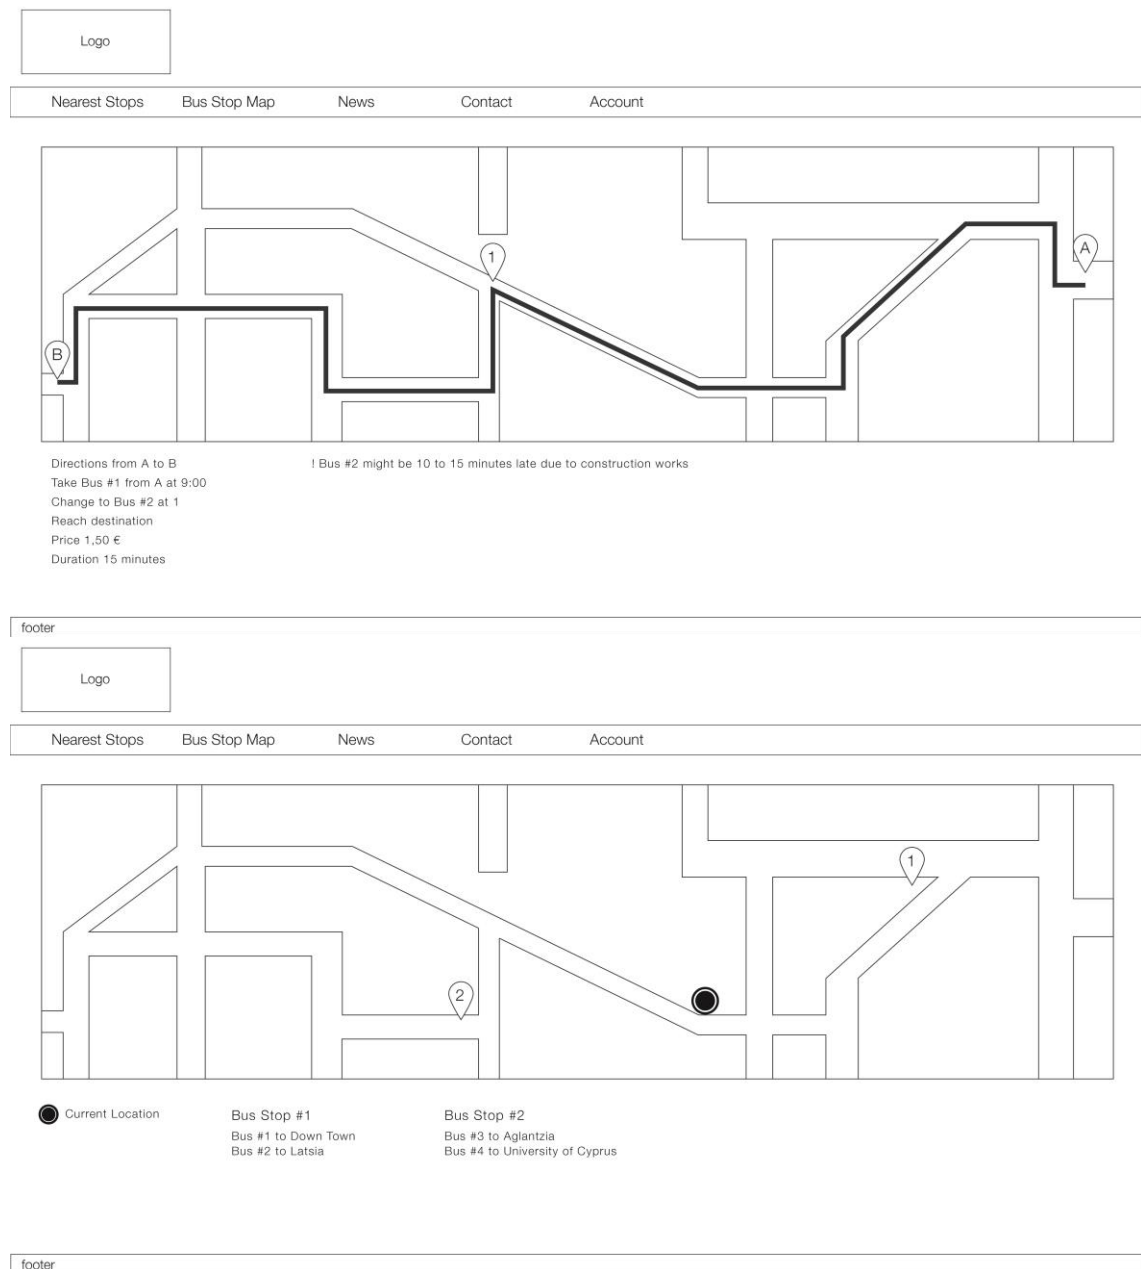 Logo
Nearest Stops Bus Stop Map News Contact Account
1
A
B
Directions from A to B
! Bus #2 might be 10 to 15 minutes late due to construction works
Take Bus #1 from A at 9:00
Change to Bus #2 at 1
Reach destination
Price 1,50 €
Duration 15 minutes
footer
Logo
Nearest Stops Bus Stop Map News Contact Account
1
2
Current Location
Bus Stop #1
Bus #1 to Down Town
Bus #2 to Latsia
Bus Stop #2
Bus #3 to Aglantzia
Bus #4 to University of Cyprus
footer